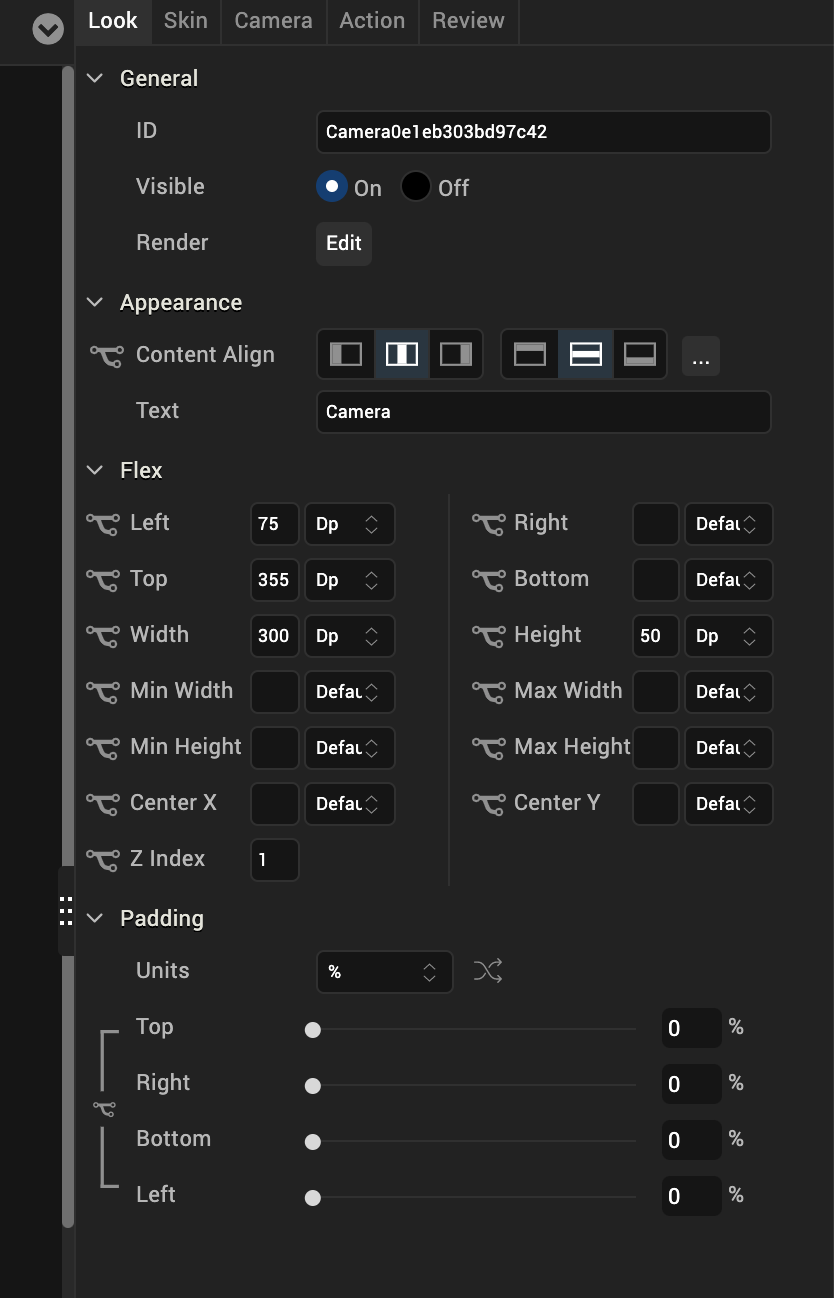 Look Skin Camera Action Review
General
ID Camera0e1eb303bd97c42
Visible On Off
Render Edit
Appearance
Content Align ...
Text Camera
Flex
Left 75 Dp Right Defau
Top 355 Dp Bottom Defau
Width 300 Dp Height 50 Dp
Min Width Defau Max Width Defau
Min Height Defau Max Height Defau
Center X Defau Center Y Defau
Z Index 1
Padding
Units %
Top 0 %
Right 0 %
Bottom 0 %
Left 0 %